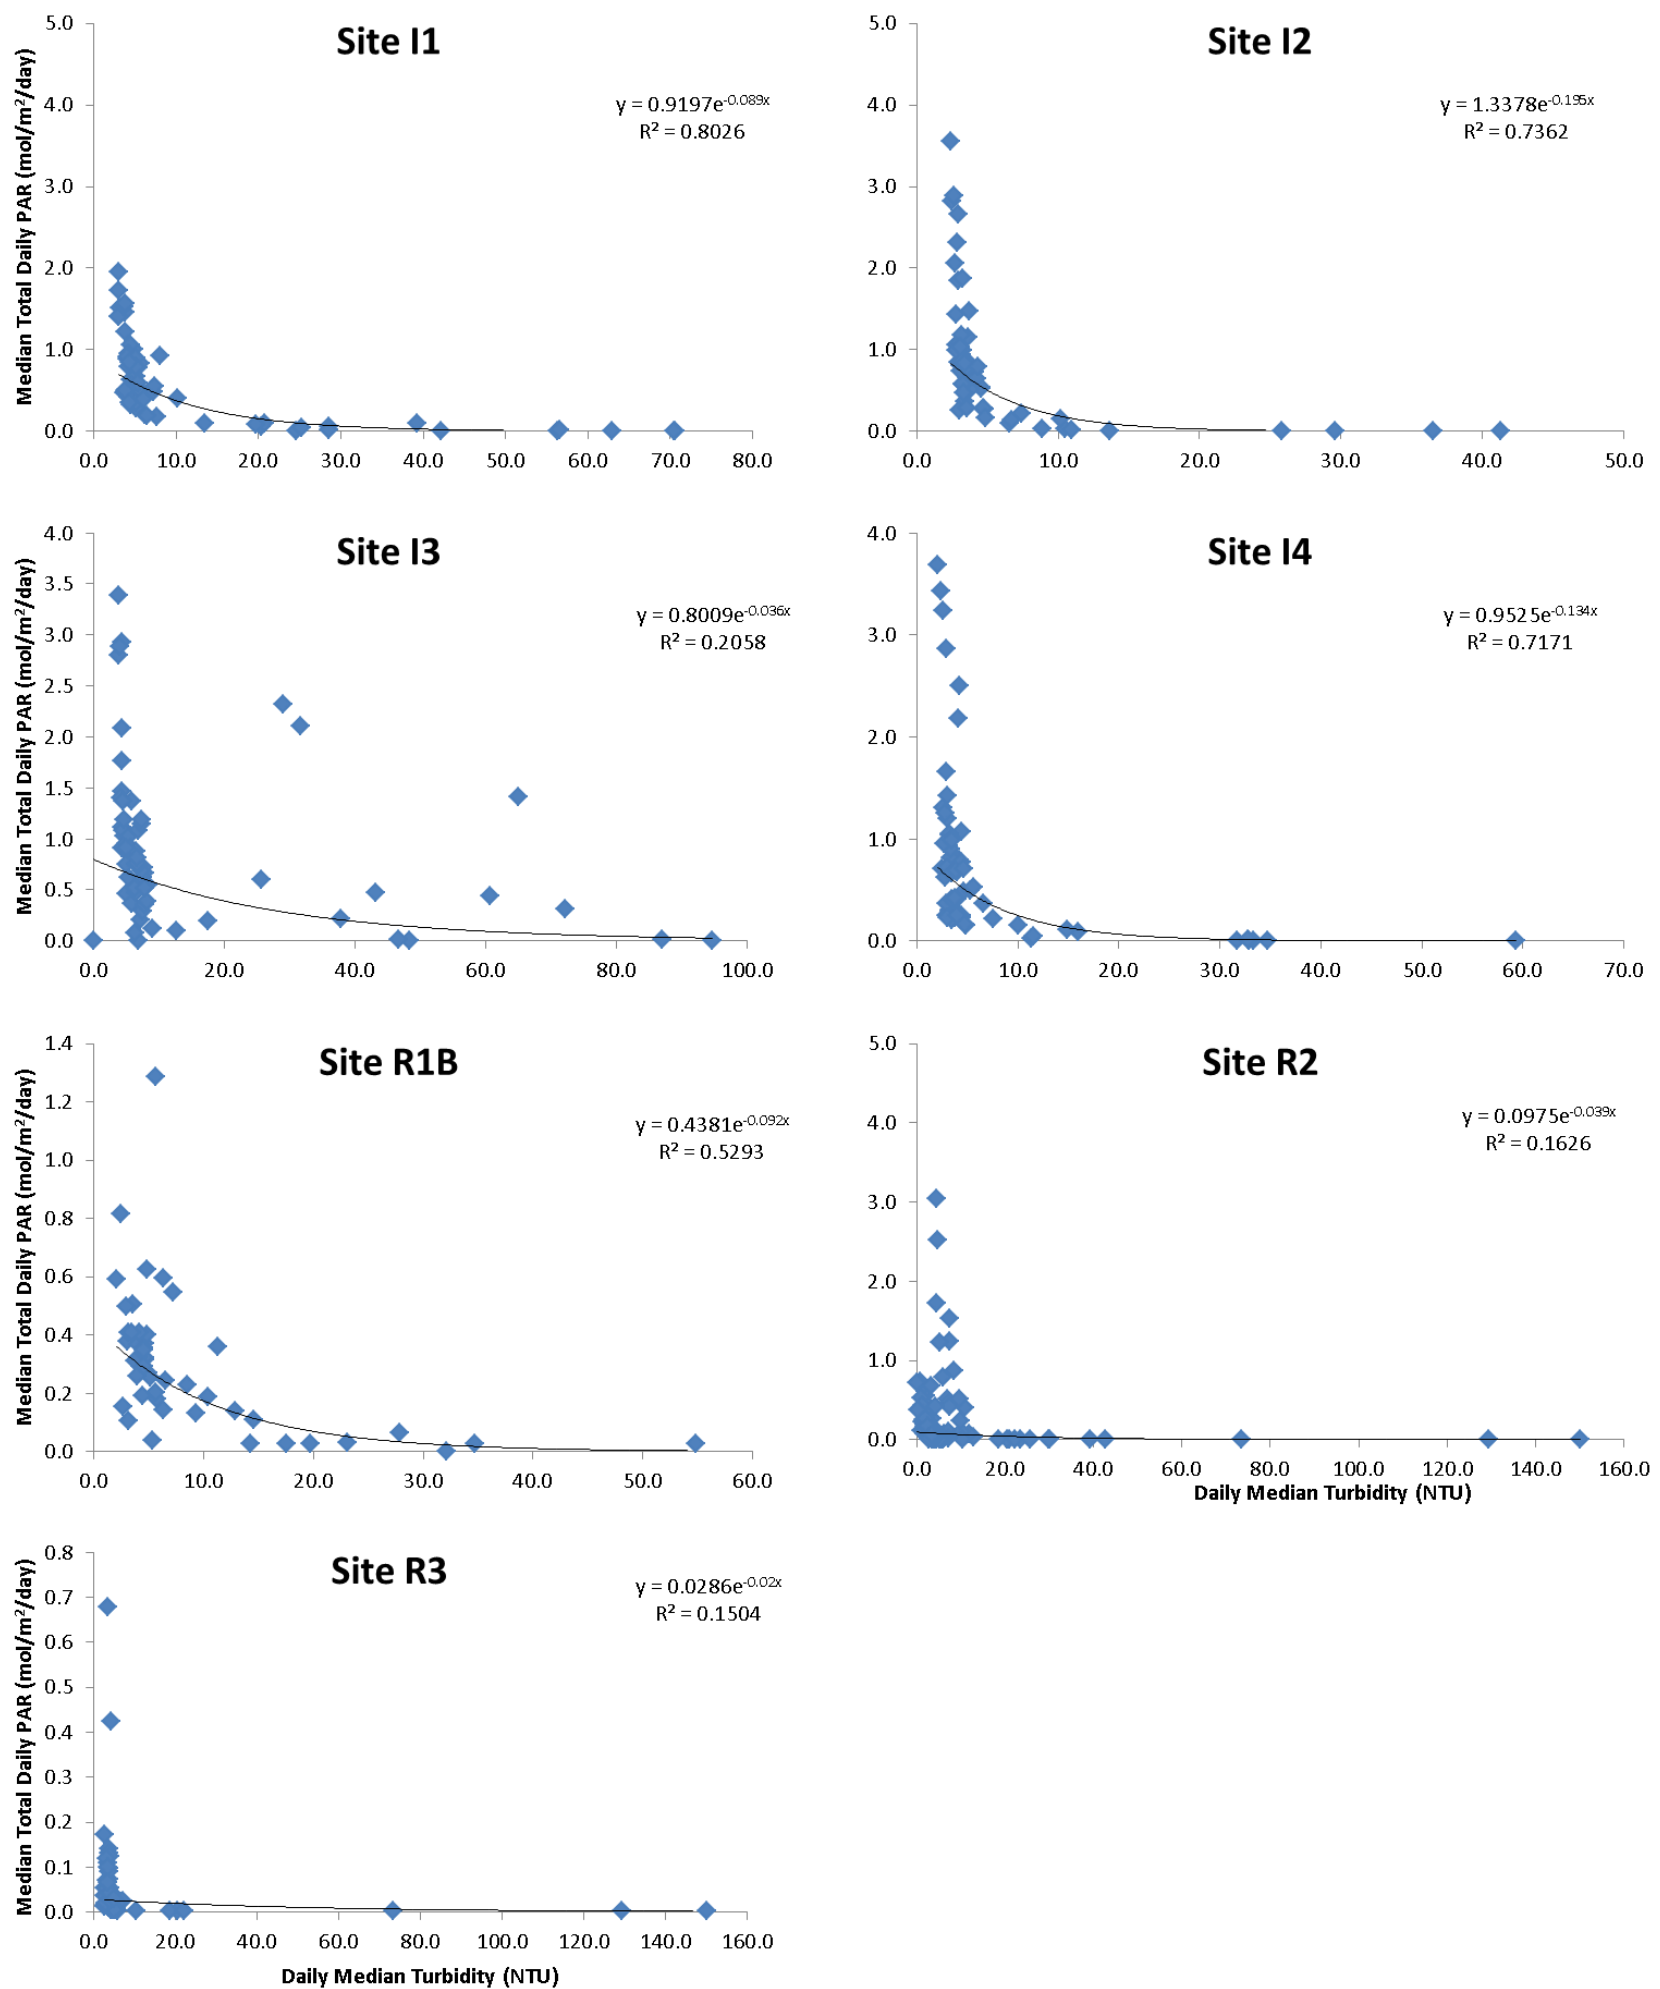 Site I1
y = 0.9197e^-0.089x
R² = 0.8026
Median Total Daily PAR (mol/m²/day)
5.0
4.0
3.0
2.0
1.0
0.0
0.0 10.0 20.0 30.0 40.0 50.0 60.0 70.0 80.0
Site I2
y = 1.3378e^-0.195x
R² = 0.7362
5.0
4.0
3.0
2.0
1.0
0.0
0.0 10.0 20.0 30.0 40.0 50.0
Site I3
y = 0.8009e^-0.036x
R² = 0.2058
Median Total Daily PAR (mol/m²/day)
4.0
3.5
3.0
2.5
2.0
1.5
1.0
0.5
0.0
0.0 20.0 40.0 60.0 80.0 100.0
Site I4
y = 0.9525e^-0.134x
R² = 0.7171
4.0
3.0
2.0
1.0
0.0
0.0 10.0 20.0 30.0 40.0 50.0 60.0 70.0
Site R1B
y = 0.4381e^-0.092x
R² = 0.5293
Median Total Daily PAR (mol/m²/day)
1.4
1.2
1.0
0.8
0.6
0.4
0.2
0.0
0.0 10.0 20.0 30.0 40.0 50.0 60.0
Site R2
y = 0.0975e^-0.039x
R² = 0.1626
5.0
4.0
3.0
2.0
1.0
0.0
0.0 20.0 40.0 60.0 80.0 100.0 120.0 140.0 160.0
Daily Median Turbidity (NTU)
Site R3
y = 0.0286e^-0.02x
R² = 0.1504
Median Total Daily PAR (mol/m²/day)
0.8
0.7
0.6
0.5
0.4
0.3
0.2
0.1
0.0
0.0 20.0 40.0 60.0 80.0 100.0 120.0 140.0 160.0
Daily Median Turbidity (NTU)